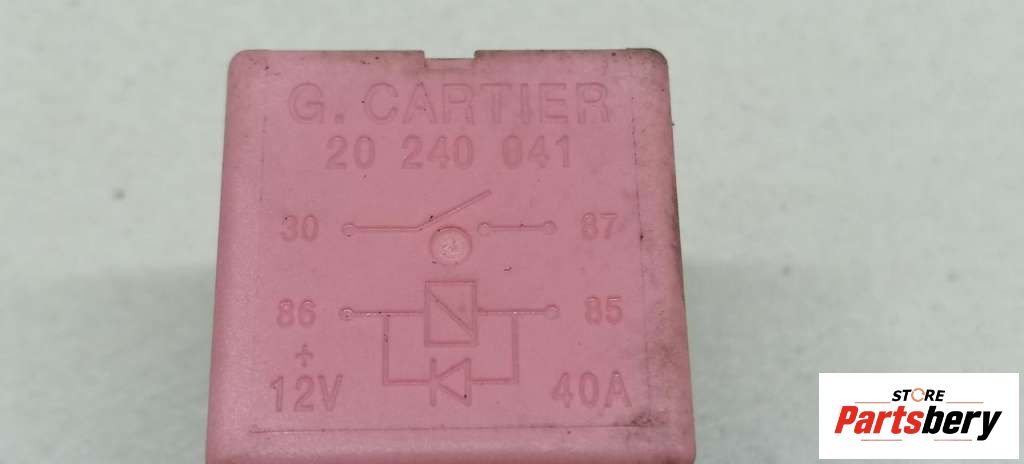 G. CARTIER
20 240 041
30 87
86 85
+
12V 40A
STORE
Partsbery